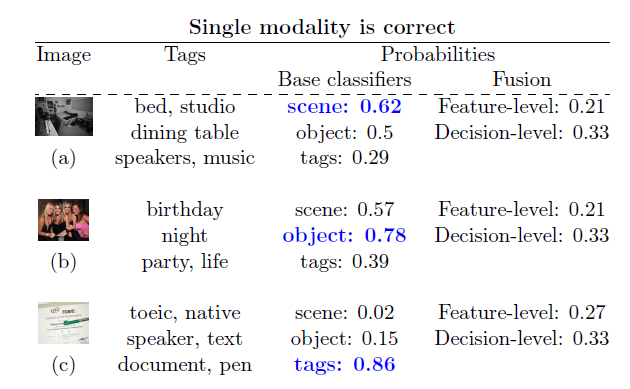 Single modality is correct
Image Tags Probabilities
Base classifiers Fusion
bed, studio scene: 0.62 Feature-level: 0.21
dining table object: 0.5 Decision-level: 0.33
(a) speakers, music tags: 0.29
birthday scene: 0.57 Feature-level: 0.21
night object: 0.78 Decision-level: 0.33
(b) party, life tags: 0.39
toeic, native scene: 0.02 Feature-level: 0.27
speaker, text object: 0.15 Decision-level: 0.33
(c) document, pen tags: 0.86